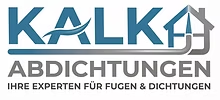 KALK
ABDICHTUNGEN
IHRE EXPERTEN FÜR FUGEN & DICHTUNGEN